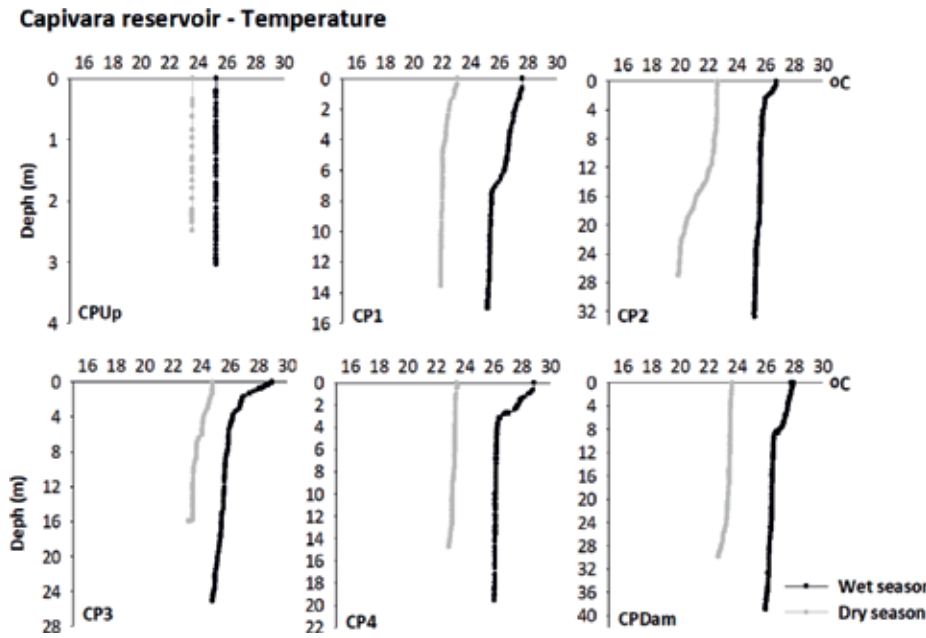 Capivara reservoir - Temperature
16 18 20 22 24 26 28 30
0
1
2
3
4
Deph (m)
CPUp
16 18 20 22 24 26 28 30
0
2
4
6
8
10
12
14
16
CP1
16 18 20 22 24 26 28 30
ºC
0
4
8
12
16
20
24
28
32
CP2
16 18 20 22 24 26 28 30
0
4
8
12
16
20
24
28
Deph (m)
CP3
16 18 20 22 24 26 28 30
0
2
4
6
8
10
12
14
16
18
20
22
CP4
16 18 20 22 24 26 28 30
ºC
0
4
8
12
16
20
24
28
32
36
40
CPDam
Wet season
Dry season